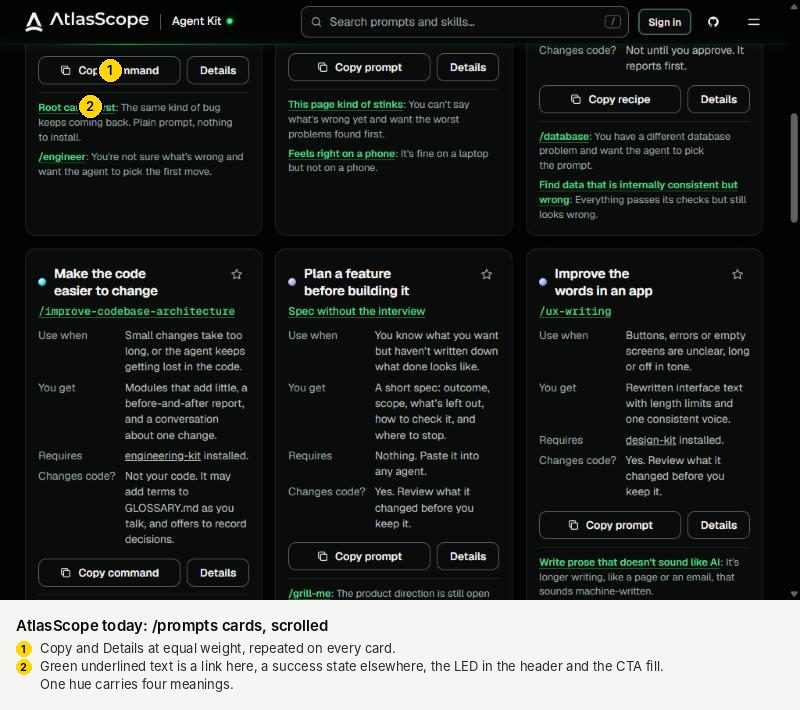 AtlasScope
Agent Kit
Search prompts and skills…
/
Sign in
1
mmand
Details
2
The same kind of bug
keeps coming back. Plain prompt, nothing
to install.
/engineer: You're not sure what's wrong and
want the agent to pick the first move.
Copy prompt
Details
This page kind of stinks: You can't say
what's wrong yet and want the worst
problems found first.
Feels right on a phone: It's fine on a laptop
but not on a phone.
Changes code?
Not until you approve. It
reports first.
Copy recipe
Details
/database: You have a different database
problem and want the agent to pick
the prompt.
Find data that is internally consistent but
wrong: Everything passes its checks but still
looks wrong.
Make the code
easier to change
/improve-codebase-architecture
Use when
Small changes take too
long, or the agent keeps
getting lost in the code.
You get
Modules that add little, a
before-and-after report,
and a conversation
about one change.
Requires
engineering-kit installed.
Changes code?
Not your code. It may
add terms to
GLOSSARY.md as you
talk, and offers to record
decisions.
Copy command
Details
Plan a feature
before building it
Spec without the interview
Use when
You know what you want
but haven't written down
what done looks like.
You get
A short spec: outcome,
scope, what's left out,
how to check it, and
where to stop.
Requires
Nothing. Paste it into
any agent.
Changes code?
Yes. Review what it
changed before you
keep it.
Copy prompt
Details
/grill-me: The product direction is still open
Improve the
words in an app
/ux-writing
Use when
Buttons, errors or empty
screens are unclear, long
or off in tone.
You get
Rewritten interface text
with length limits and
one consistent voice.
Requires
design-kit installed.
Changes code?
Yes. Review what it
changed before you
keep it.
Copy prompt
Details
Write prose that doesn't sound like AI: It's
longer writing, like a page or an email, that
sounds machine-written.
AtlasScope today: /prompts cards, scrolled
1 Copy and Details at equal weight, repeated on every card.
2 Green underlined text is a link here, a success state elsewhere, the LED in the header and the CTA fill.
One hue carries four meanings.